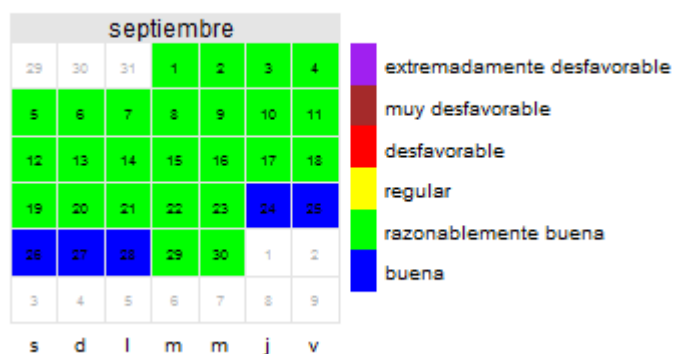 septiembre
29 30 31 1 2 3 4
5 6 7 8 9 10 11
12 13 14 15 16 17 18
19 20 21 22 23 24 25
26 27 28 29 30 1 2
3 4 5 6 7 8 9
s d l m m j v
extremadamente desfavorable
muy desfavorable
desfavorable
regular
razonablemente buena
buena